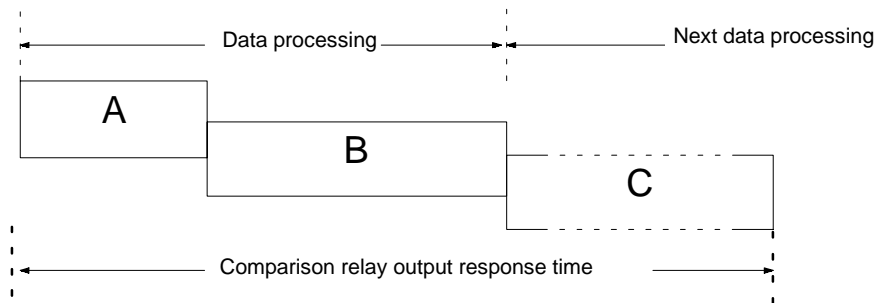 Data processing
Next data processing
A
B
C
Comparison relay output response time